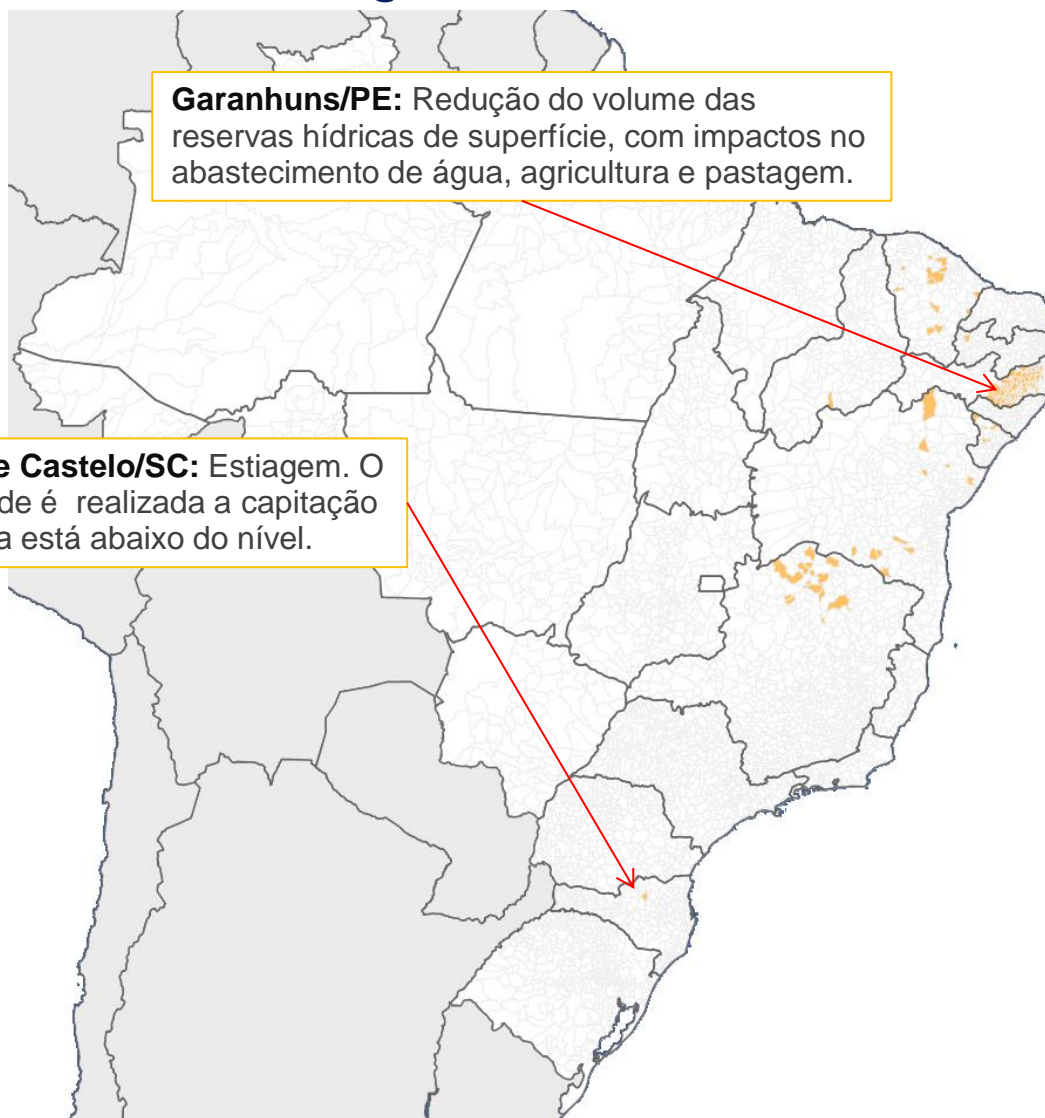 g
Garanhuns/PE: Redução do volume das
reservas hídricas de superfície, com impactos no
abastecimento de água, agricultura e pastagem.
e Castelo/SC: Estiagem. O
de é realizada a capitação
a está abaixo do nível.